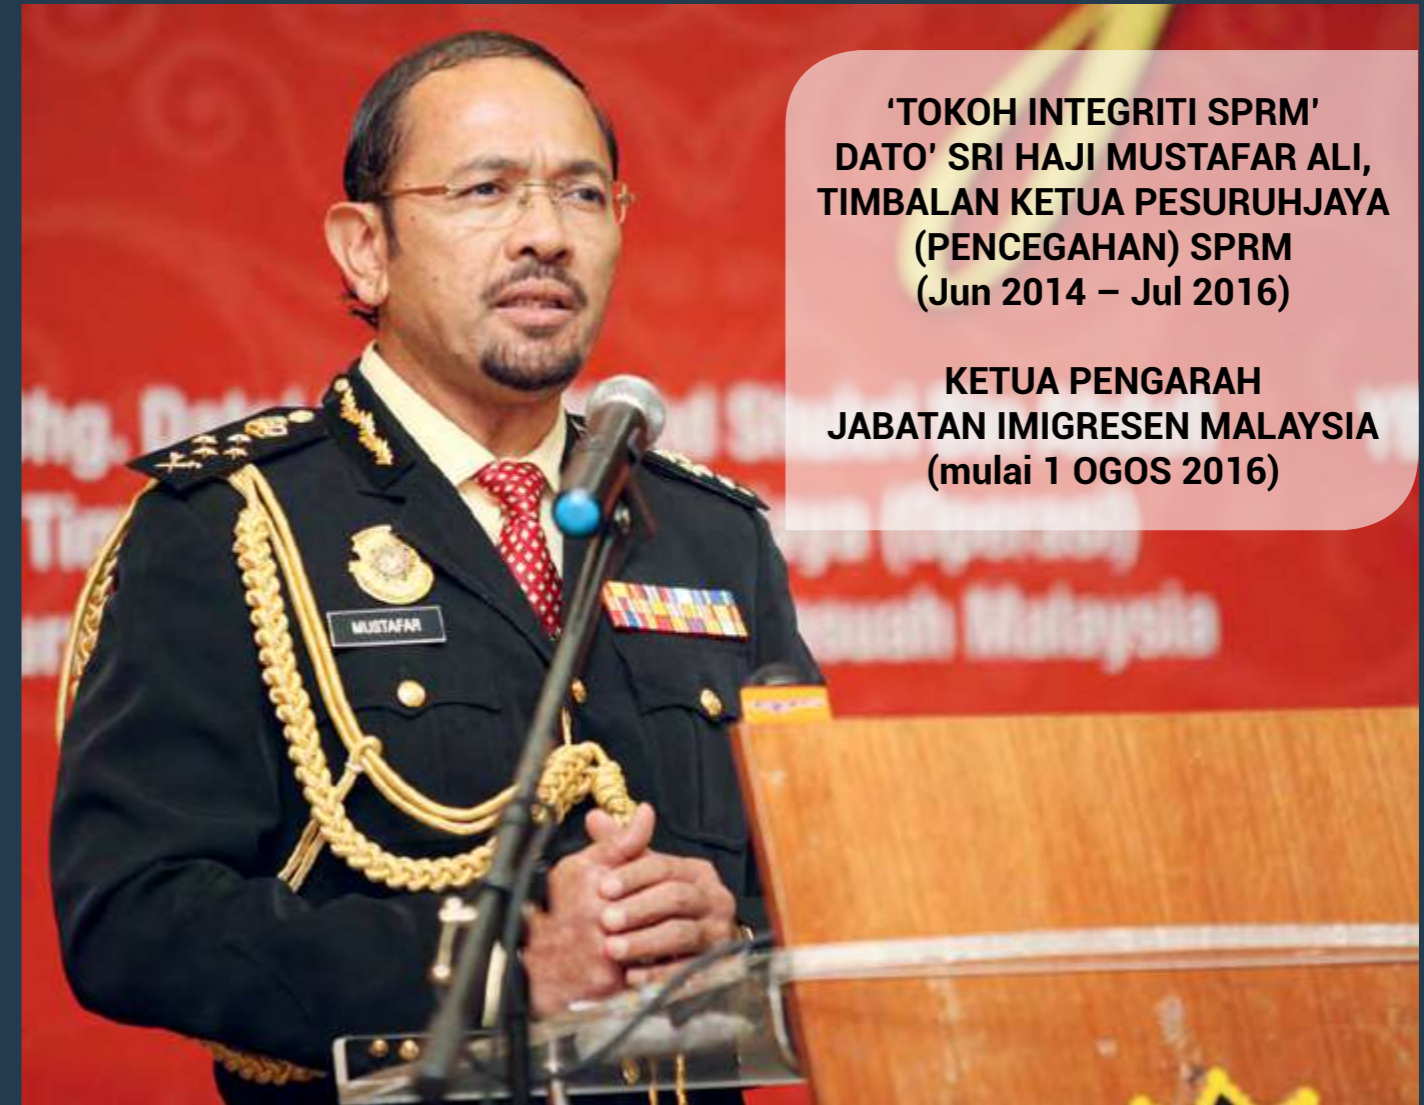 ‘TOKOH INTEGRITI SPRM’
DATO’ SRI HAJI MUSTAFAR ALI,
TIMBALAN KETUA PESURUHJAYA
(PENCEGAHAN) SPRM
(Jun 2014 – Jul 2016)
KETUA PENGARAH
JABATAN IMIGRESEN MALAYSIA
(mulai 1 OGOS 2016)
MUSTAFAR
(Operasi)
Malaysia